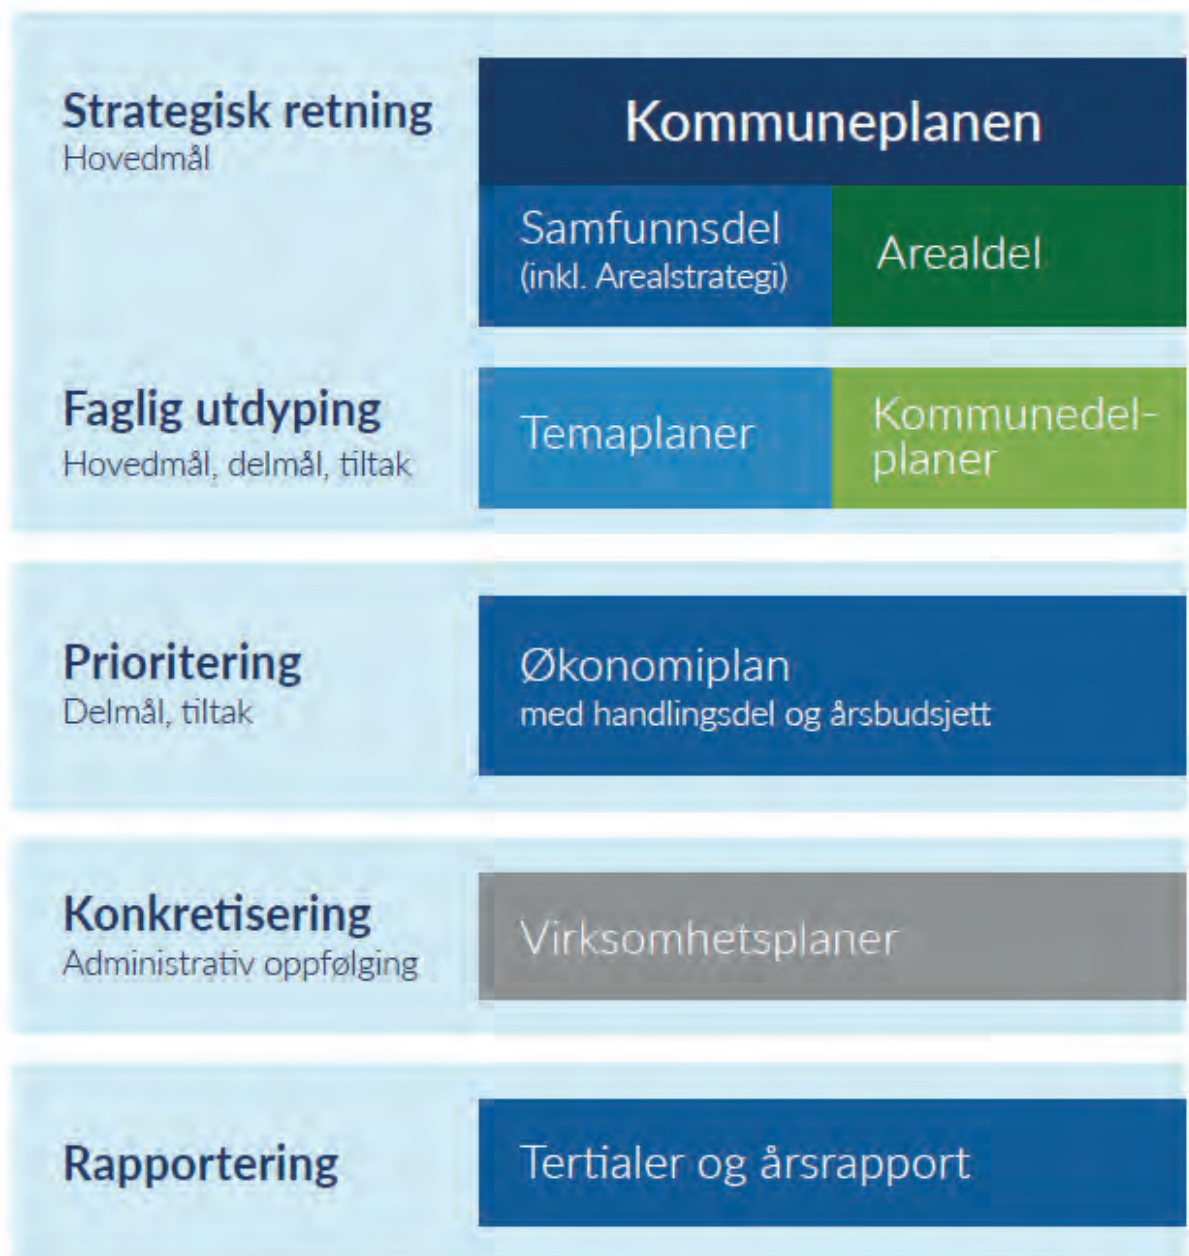 Strategisk retning
Hovedmål
Kommuneplanen
Samfunnsdel
(inkl. Arealstrategi)
Arealdel
Faglig utdyping
Hovedmål, delmål, tiltak
Temaplaner
Kommunedel-
planer
Prioritering
Delmål, tiltak
Økonomiplan
med handlingsdel og årsbudsjett
Konkretisering
Administrativ oppfølging
Virksomhetsplaner
Rapportering
Tertialer og årsrapport